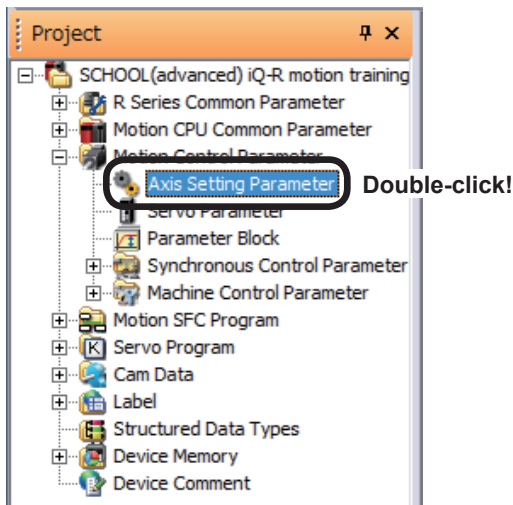 Project
SCHOOL(advanced) iQ-R motion training
R Series Common Parameter
Motion CPU Common Parameter
Motion Control Parameter
Axis Setting Parameter Double-click!
Servo Parameter
Parameter Block
Synchronous Control Parameter
Machine Control Parameter
Motion SFC Program
Servo Program
Cam Data
Label
Structured Data Types
Device Memory
Device Comment